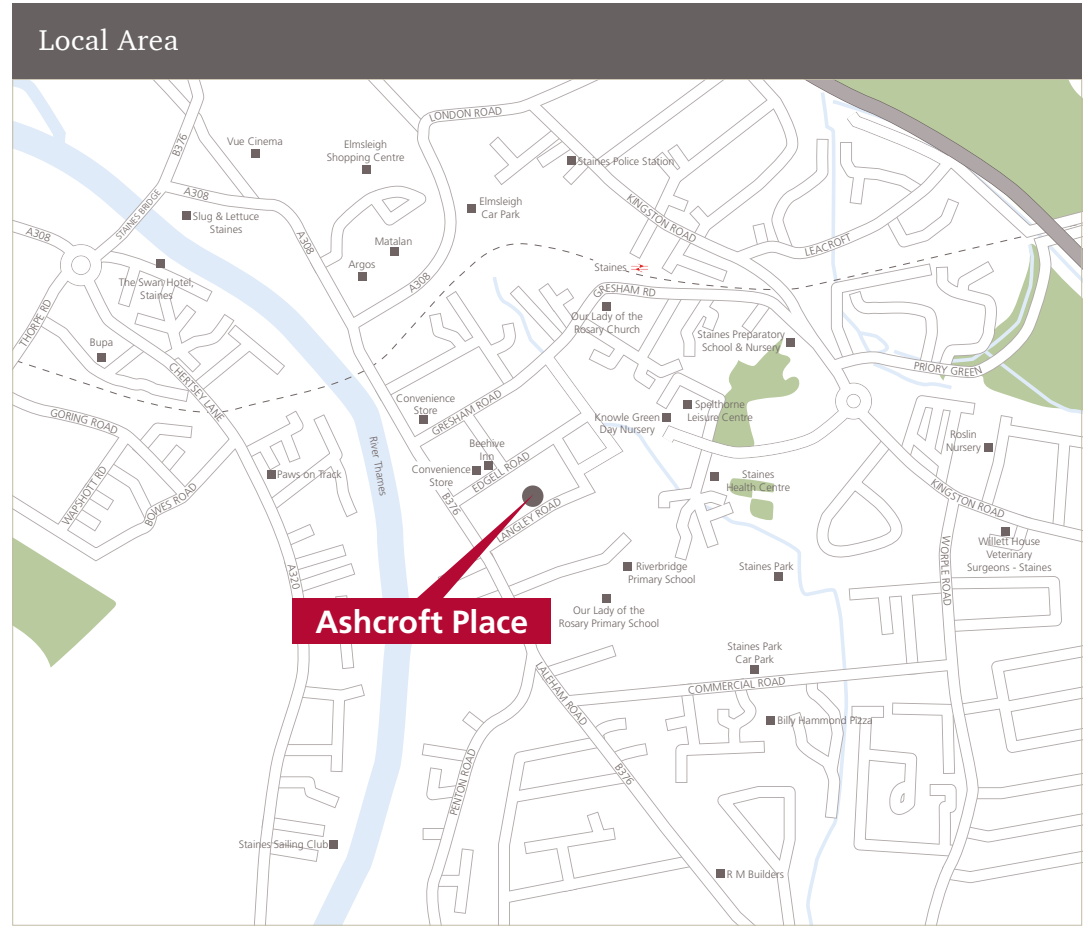 Local Area
LONDON ROAD
B376
Vue Cinema
Elmsleigh
Shopping Centre
Staines Police Station
A308
STAINES BRIDGE
Slug & Lettuce
Staines
Elmsleigh
Car Park
KINGSTON ROAD
A308
A308
LEACROFT
Matalan
Argos
Staines
The Swan Hotel,
Staines
A308
GRESHAM RD
THORPE RD
Our Lady of the
Rosary Church
Staines Preparatory
School & Nursery
Bupa
CHERTSEY LANE
PRIORY GREEN
Convenience
Store
GRESHAM ROAD
Spelthorne
Leisure Centre
Knowle Green
Day Nursery
GORING ROAD
Beehive
Inn
Roslin
Nursery
River Thames
Convenience
Store
EDGELL ROAD
Paws on Track
Staines
Health Centre
WAPSHOTT RD
BOWES ROAD
B376
KINGSTON ROAD
LANGLEY ROAD
Willett House
Veterinary
Surgeons - Staines
A320
Riverbridge
Primary School
Staines Park
WORPLE ROAD
Ashcroft Place
Our Lady of the
Rosary Primary School
Staines Park
Car Park
LALEHAM ROAD
COMMERCIAL ROAD
Billy Hammond Pizza
PENTON ROAD
B376
Staines Sailing Club
R M Builders